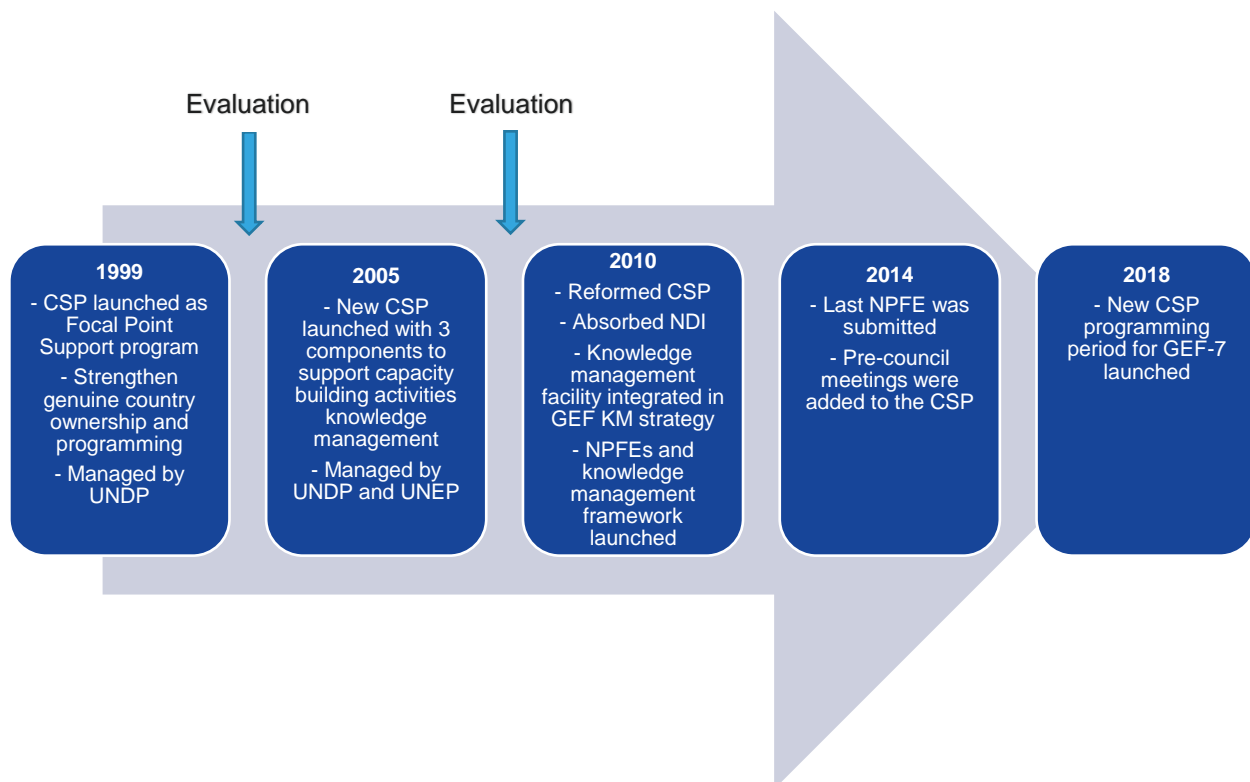 Evaluation
Evaluation
1999
- CSP launched as
Focal Point
Support program
- Strengthen
genuine country
ownership and
programming
- Managed by
UNDP
2005
- New CSP
launched with 3
components to
support capacity
building activities
knowledge
management
- Managed by
UNDP and UNEP
2010
- Reformed CSP
- Absorbed NDI
- Knowledge
management
facility integrated in
GEF KM strategy
- NPFEs and
knowledge
management
framework
launched
2014
- Last NPFE was
submitted
- Pre-council
meetings were
added to the CSP
2018
- New CSP
programming
period for GEF-7
launched